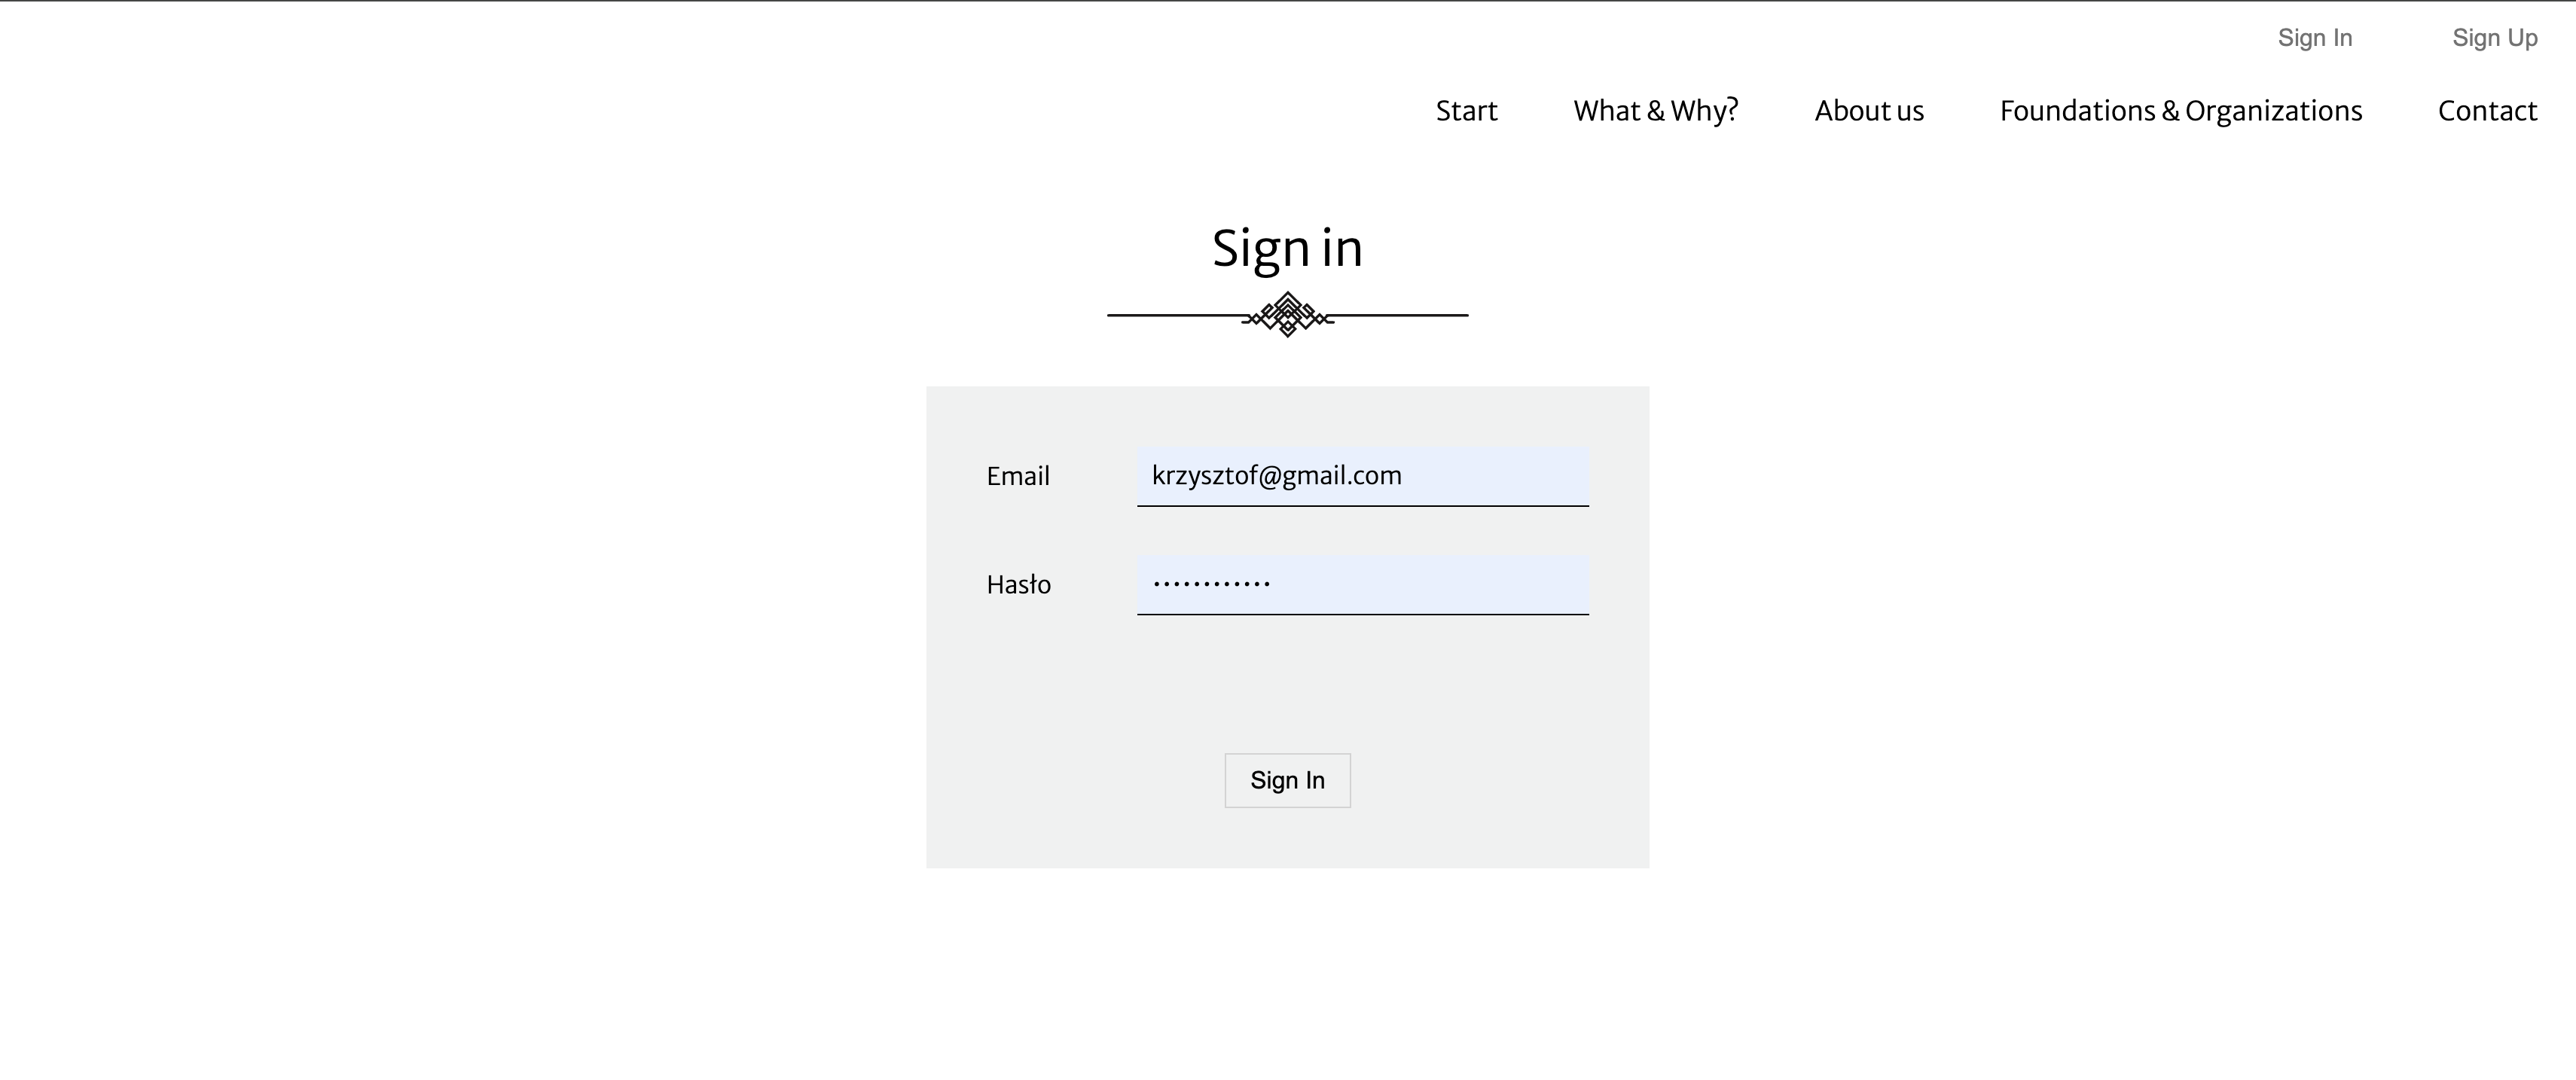 Sign In Sign Up
Start What & Why? About us Foundations & Organizations Contact
Sign in
Email krzysztof@gmail.com
Hasło ••••••••••••
Sign In